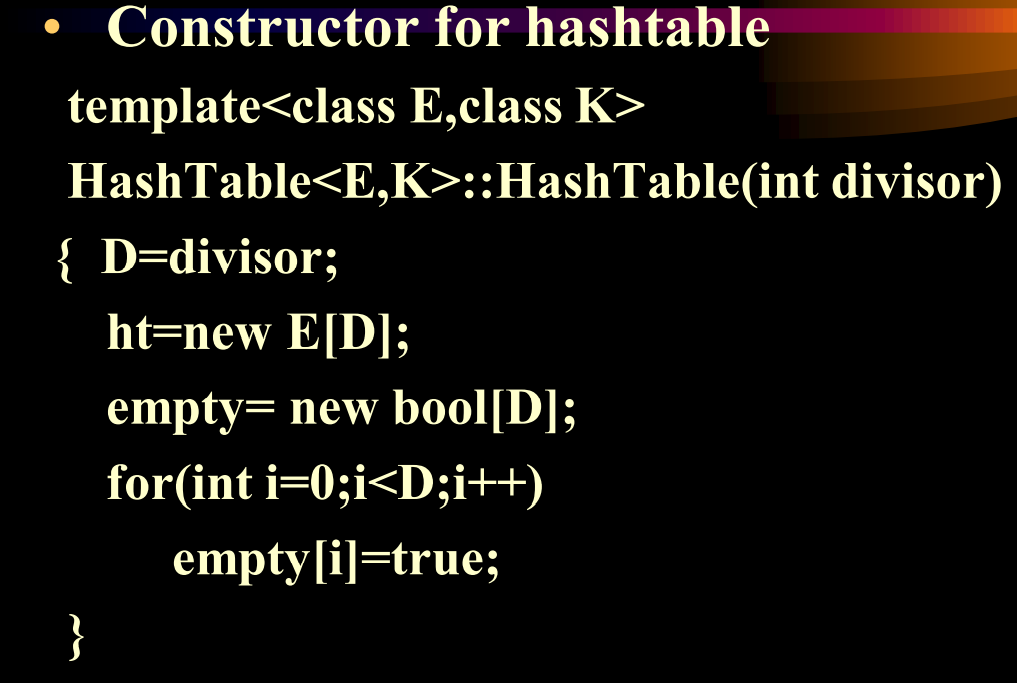 • Constructor for hashtable
template<class E,class K>
HashTable<E,K>::HashTable(int divisor)
{ D=divisor;
ht=new E[D];
empty= new bool[D];
for(int i=0;i<D;i++)
empty[i]=true;
}